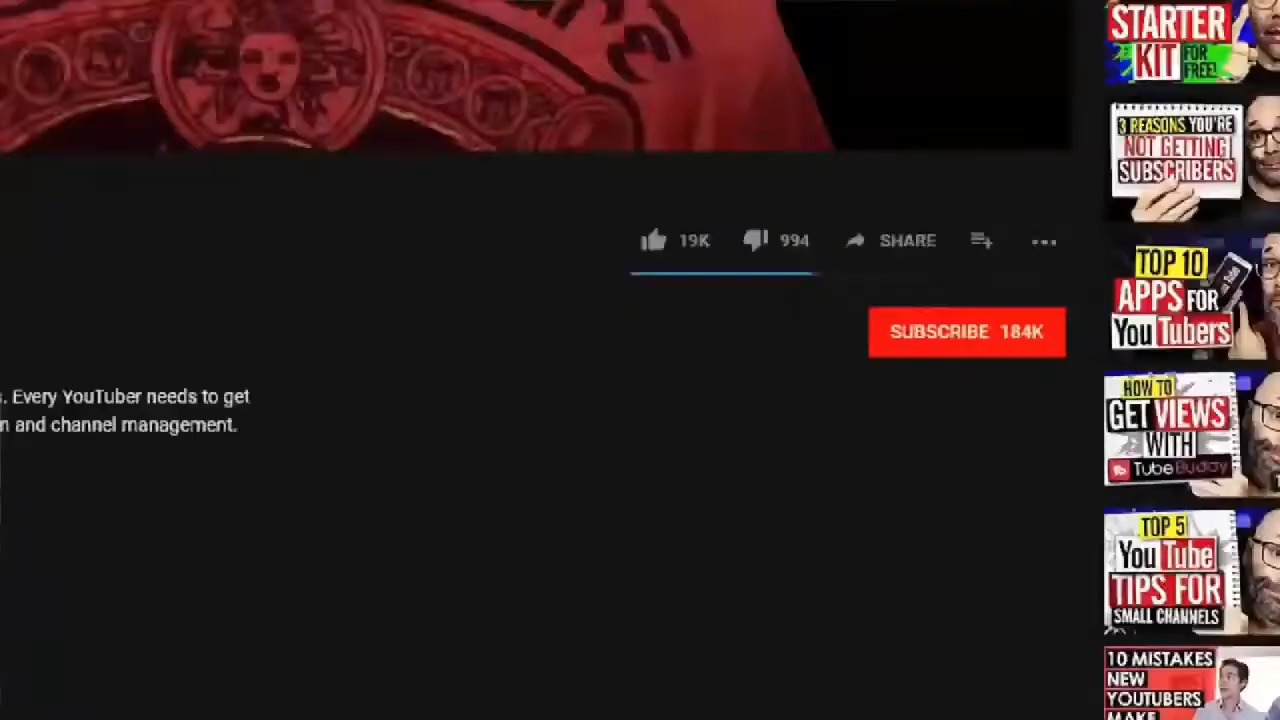 19K
994
SHARE
SUBSCRIBE 184K
. Every YouTuber needs to get
n and channel management.
STARTER
KIT FOR
FREE!
3 REASONS YOU'RE
NOT GETTING
SUBSCRIBERS
TOP 10
APPS FOR
YouTubers
HOW TO
GET VIEWS
WITH
TubeBuddy
TOP 5
YouTube
TIPS FOR
SMALL CHANNELS
10 MISTAKES
NEW
YOUTUBERS
MAKE